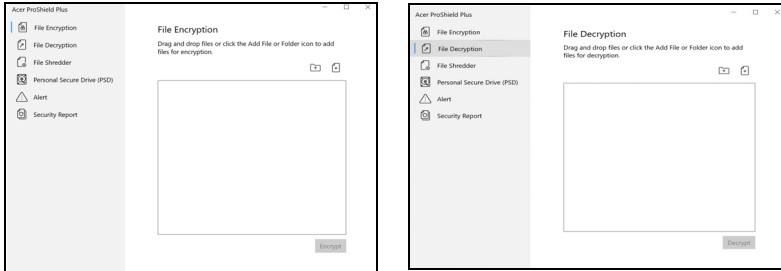 Acer ProShield Plus
File Encryption
File Decryption
File Shredder
Personal Secure Drive (PSD)
Alert
Security Report
File Encryption
Drag and drop files or click the Add File or Folder icon to add
files for encryption.
Encrypt
Acer ProShield Plus
File Encryption
File Decryption
File Shredder
Personal Secure Drive (PSD)
Alert
Security Report
File Decryption
Drag and drop files or click the Add File or Folder icon to add
files for decryption.
Decrypt